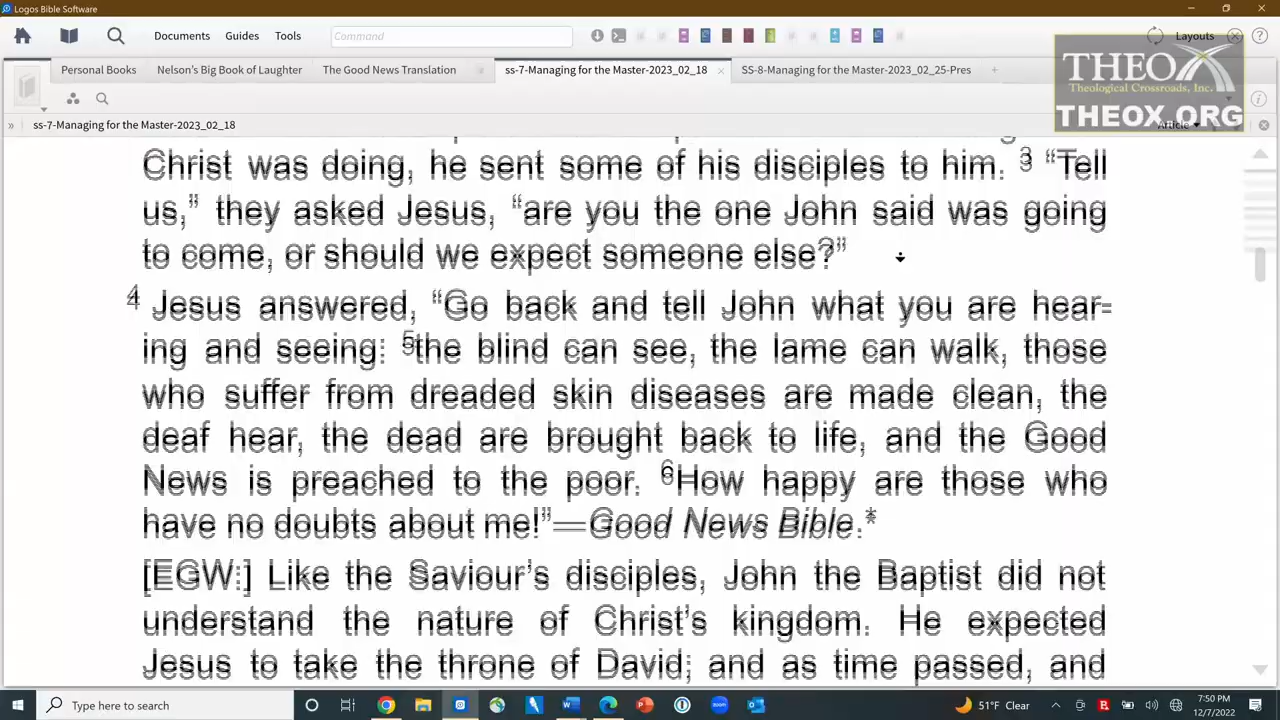 Logos Bible Software
Documents Guides Tools Command Layouts
Personal Books Nelson's Big Book of Laughter The Good News Translation ss-7-Managing for the Master-2023_02_18 SS-8-Managing for the Master-2023_02_25-Pres
THEOX
Theological Crossroads, Inc.
THEOX.ORG
ss-7-Managing for the Master-2023_02_18 Article
Christ was doing, he sent some of his disciples to him. 3 “Tell
us,” they asked Jesus, “are you the one John said was going
to come, or should we expect someone else?”
4 Jesus answered, “Go back and tell John what you are hear-
ing and seeing: 5the blind can see, the lame can walk, those
who suffer from dreaded skin diseases are made clean, the
deaf hear, the dead are brought back to life, and the Good
News is preached to the poor. 6How happy are those who
have no doubts about me!”—Good News Bible.*
[EGW:] Like the Saviour’s disciples, John the Baptist did not
understand the nature of Christ’s kingdom. He expected
Jesus to take the throne of David; and as time passed, and
Type here to search 51°F Clear 7:50 PM
12/7/2022